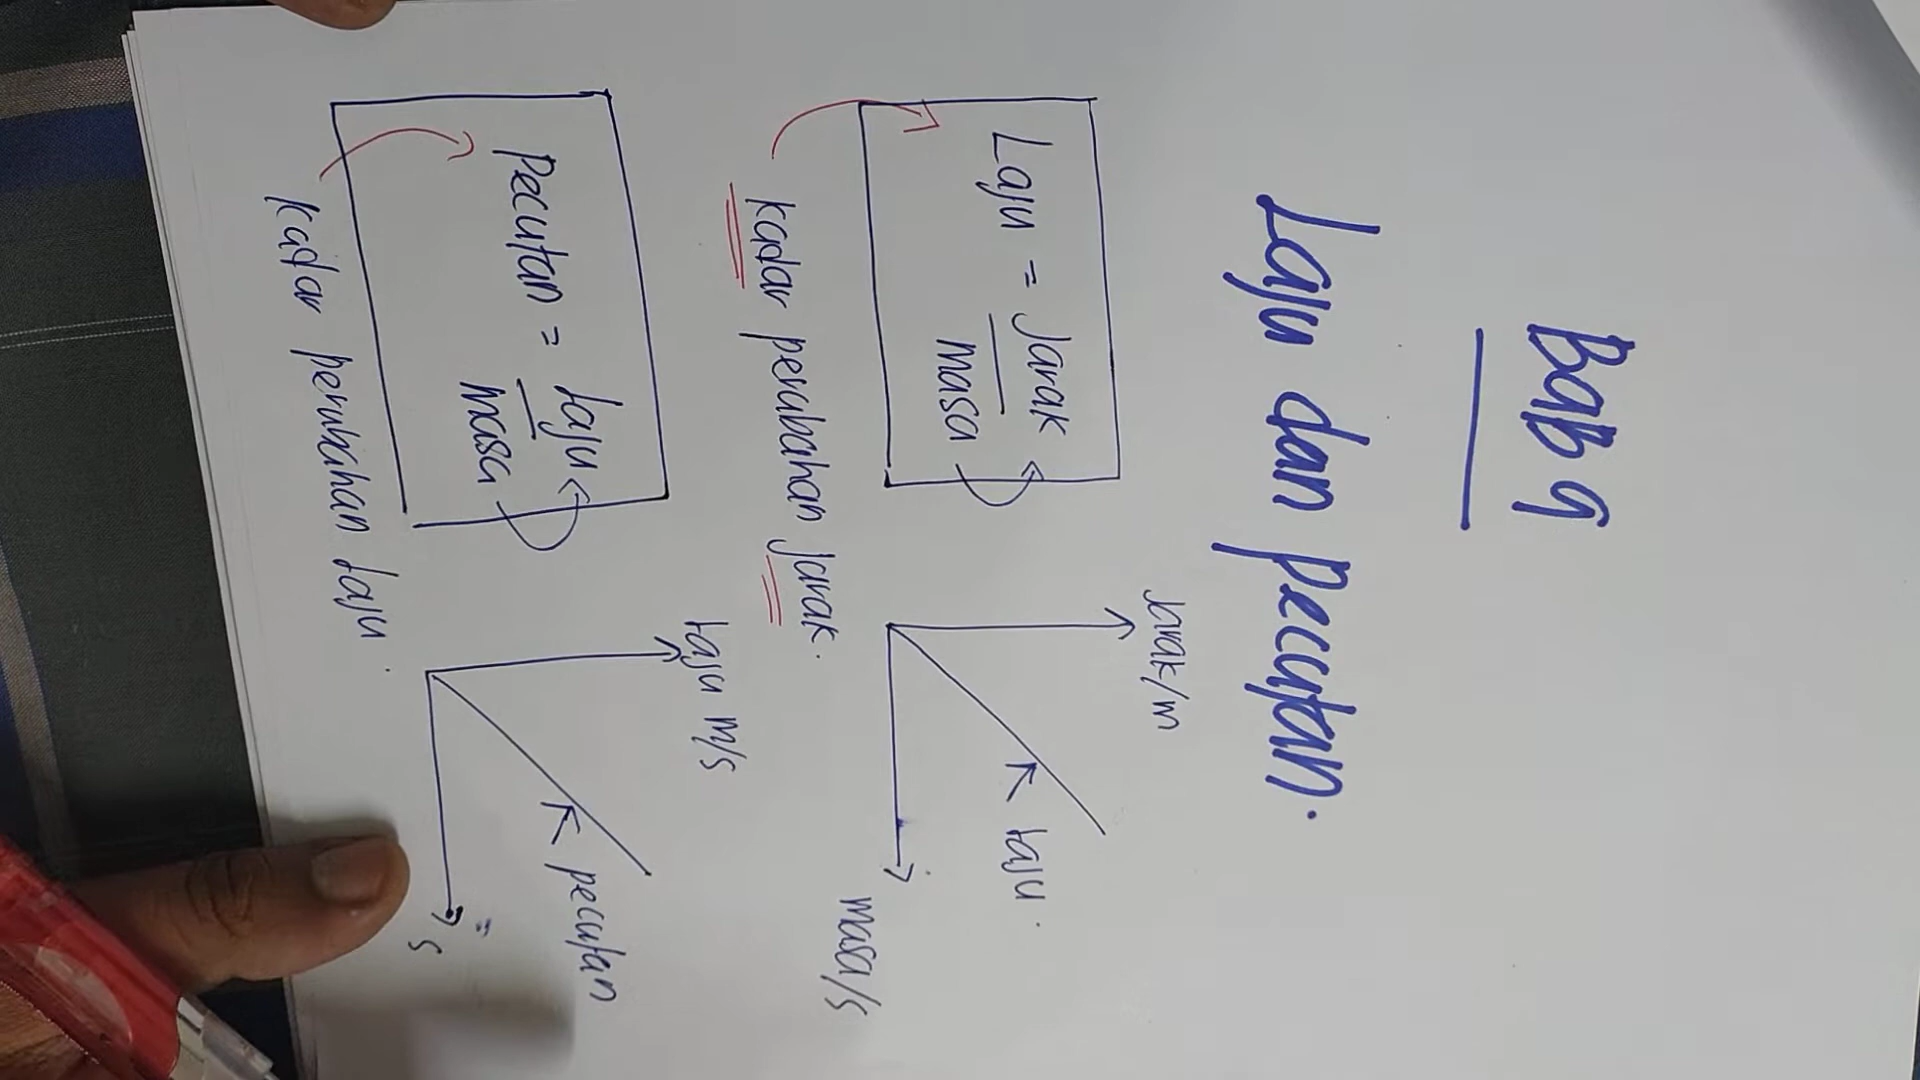 Bab 9
Laju dan Pecutan.
Laju = Jarak
masa
kadar perubahan jarak.
Jarak/m
laju.
masa/s
Pecutan = laju
masa
kadar perubahan laju.
laju m/s
pecutan
s